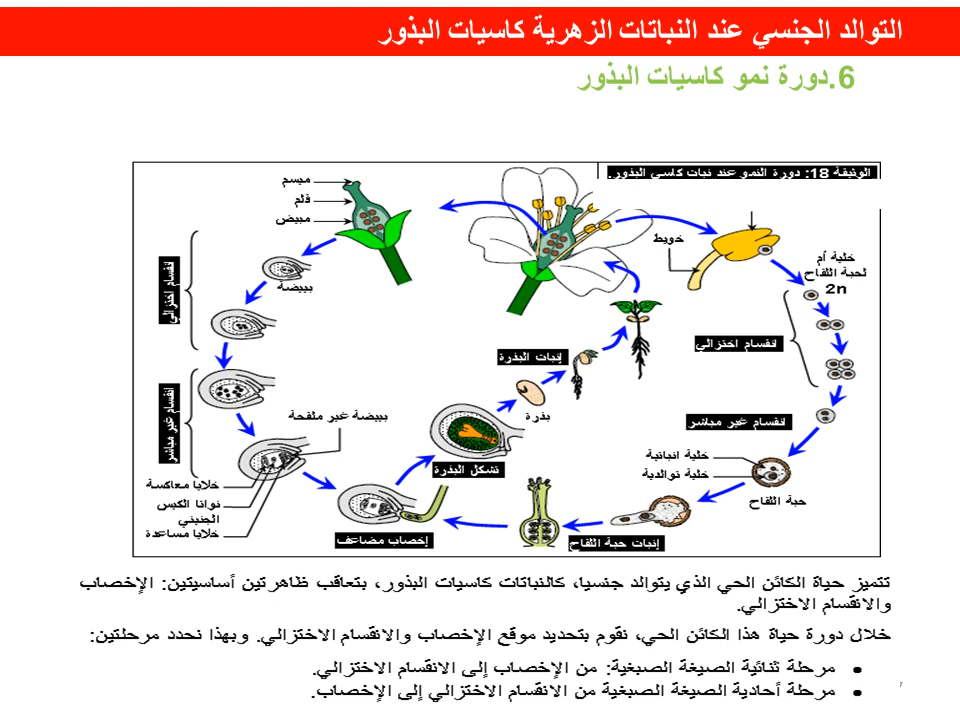 التوالد الجنسي عند النباتات الزهرية كاسيات البذور
6.دورة نمو كاسيات البذور
الوثيقة 18: دورة النمو عند نبات كاسي البذور.
ميسم
قلم
مبيض
خويط
خلية أم
لحبة اللقاح
2n
بييضة
انقسام اختزالي
انقسام اختزالي
إنبات البذرة
بذرة
انقسام غير مباشر
بييضة غير ملقحة
انقسام غير مباشر
خلية انباتية
خلية توالدية
حبة اللقاح
تشكل البذرة
خلايا معاكسة
نواتا الكيس
الجنيني
خلايا مساعدة
إخصاب مضاعف
إنبات حبة اللقاح
تتميز حياة الكائن الحي الذي يتوالد جنسيا، كالنباتات كاسيات البذور، بتعاقب ظاهرتين أساسيتين: الإخصاب
والانقسام الاختزالي.
خلال دورة حياة هذا الكائن الحي، نقوم بتحديد موقع الإخصاب والانقسام الاختزالي. وبهذا نحدد مرحلتين:
• مرحلة ثنائية الصيغة الصبغية: من الإخصاب إلى الانقسام الاختزالي.
• مرحلة أحادية الصيغة الصبغية من الانقسام الاختزالي إلى الإخصاب.
7